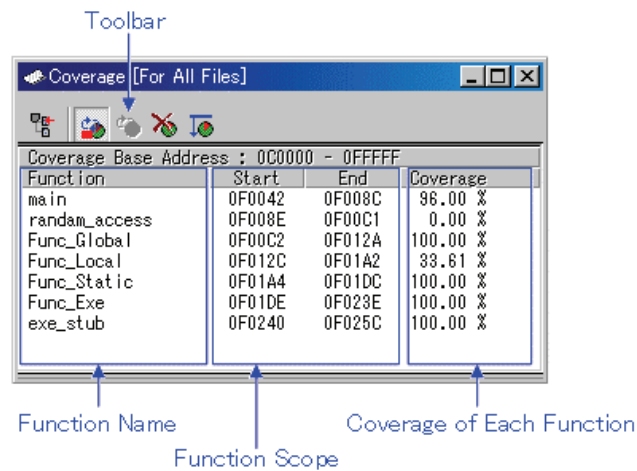 Toolbar
Coverage [For All Files]
Coverage Base Address : 0C0000 - 0FFFFF
Function Start End Coverage
main 0F0042 0F008C 96.00 %
randam_access 0F008E 0F00C1 0.00 %
Func_Global 0F00C2 0F012A 100.00 %
Func_Local 0F012C 0F01A2 33.61 %
Func_Static 0F01A4 0F01DC 100.00 %
Func_Exe 0F01DE 0F023E 100.00 %
exe_stub 0F0240 0F025C 100.00 %
Function Name
Coverage of Each Function
Function Scope